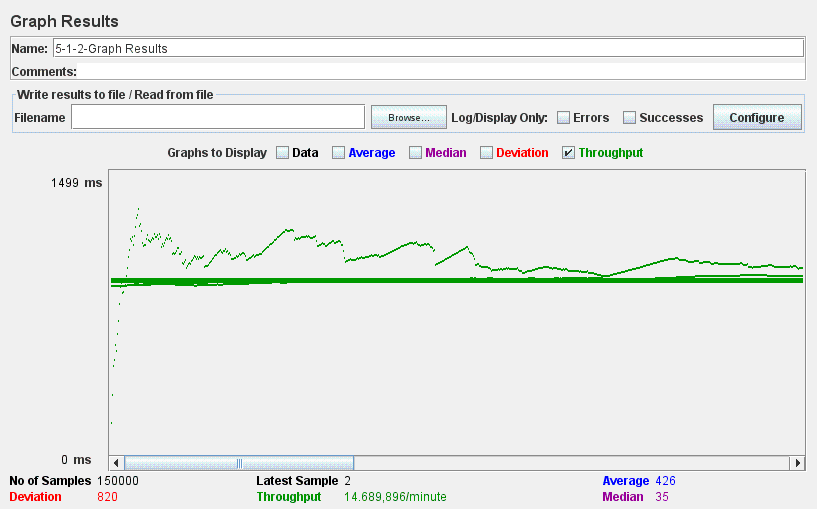 Graph Results
Name: 5-1-2-Graph Results
Comments:
Write results to file / Read from file
Filename Browse... Log/Display Only: Errors Successes Configure
Graphs to Display Data Average Median Deviation Throughput
1499 ms
0 ms
No of Samples 150000 Latest Sample 2 Average 426
Deviation 820 Throughput 14.689,896/minute Median 35